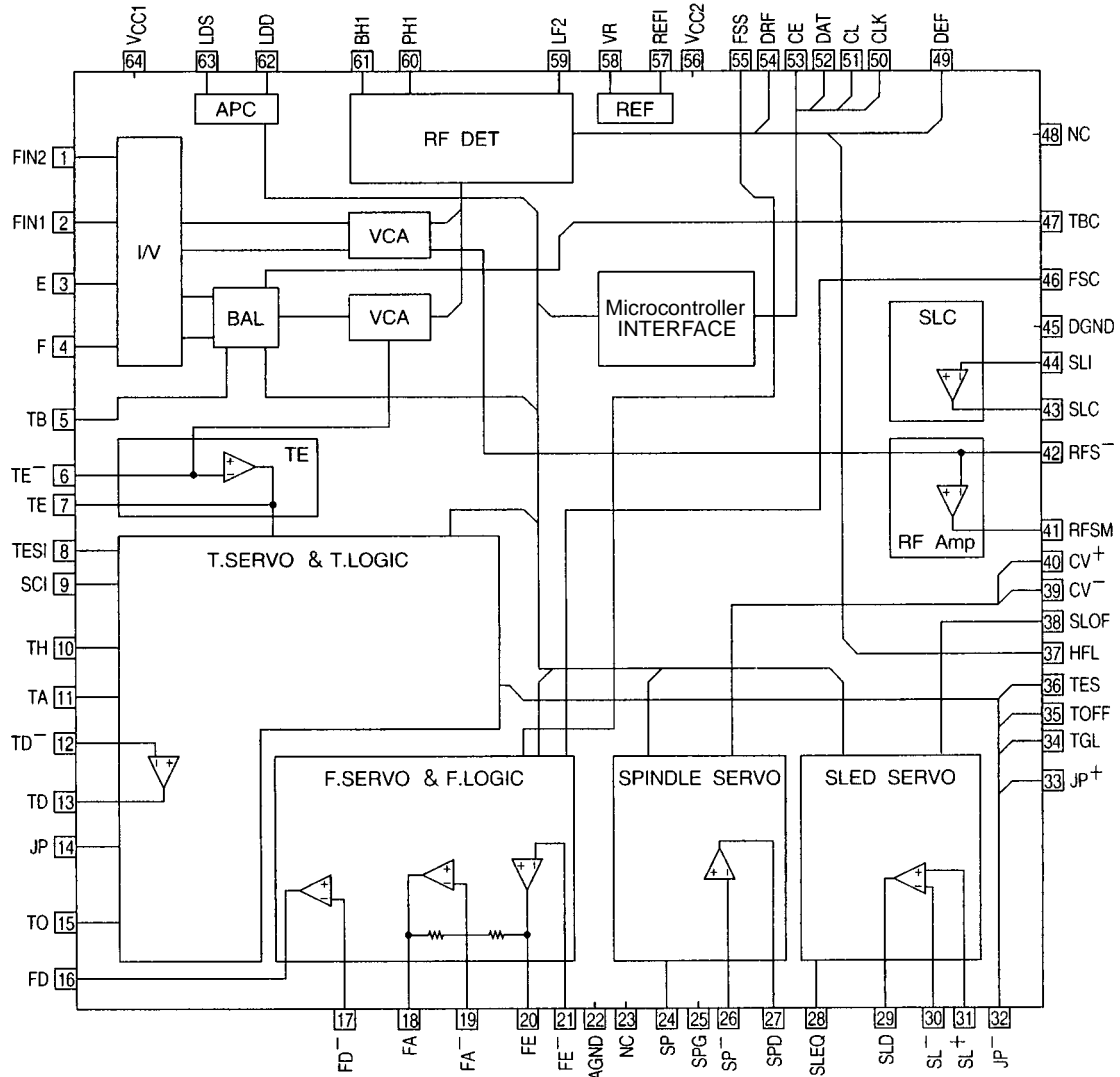 VCC1 LDS LDD BH1 PH1 LF2 VR REFI VCC2 FSS DRF CE DAT CL CLK DEF
64 63 62 61 60 59 58 57 56 55 54 53 52 51 50 49
APC
RF DET
REF
FIN2 1
FIN1 2
E 3
F 4
TB 5
TE− 6
TE 7
TESI 8
SCI 9
TH 10
TA 11
TD− 12
TD 13
JP 14
TO 15
FD 16
I/V
VCA
BAL
VCA
Microcontroller
INTERFACE
SLC
+ −
TE
+
−
RF Amp
+ −
T.SERVO & T.LOGIC
− +
F.SERVO & F.LOGIC
+
−
+
−
+ −
SPINDLE SERVO
+ −
SLED SERVO
+
−
48 NC
47 TBC
46 FSC
45 DGND
44 SLI
43 SLC
42 RFS−
41 RFSM
40 CV+
39 CV−
38 SLOF
37 HFL
36 TES
35 TOFF
34 TGL
33 JP+
17 18 19 20 21 22 23 24 25 26 27 28 29 30 31 32
FD− FA FA− FE FE− AGND NC SP SPG SP− SPD SLEQ SLD SL− SL+ JP−